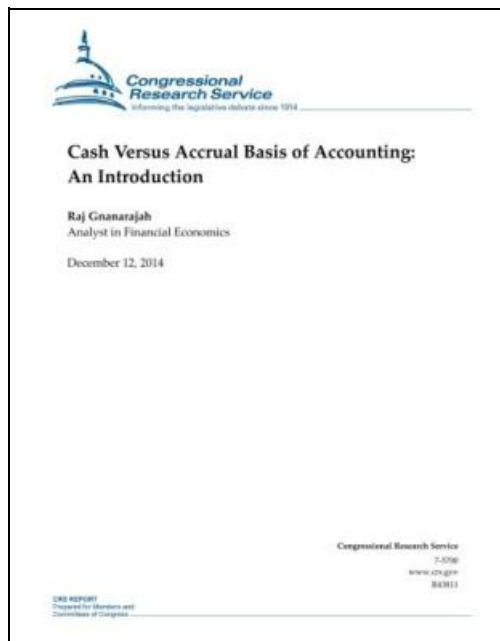 Congressional
Research Service
Informing the legislative debate since 1914
Cash Versus Accrual Basis of Accounting:
An Introduction
Raj Gnanarajah
Analyst in Financial Economics
December 12, 2014
Congressional Research Service
7-5700
www.crs.gov
R43811
CRS REPORT
Prepared for Members and
Committees of Congress